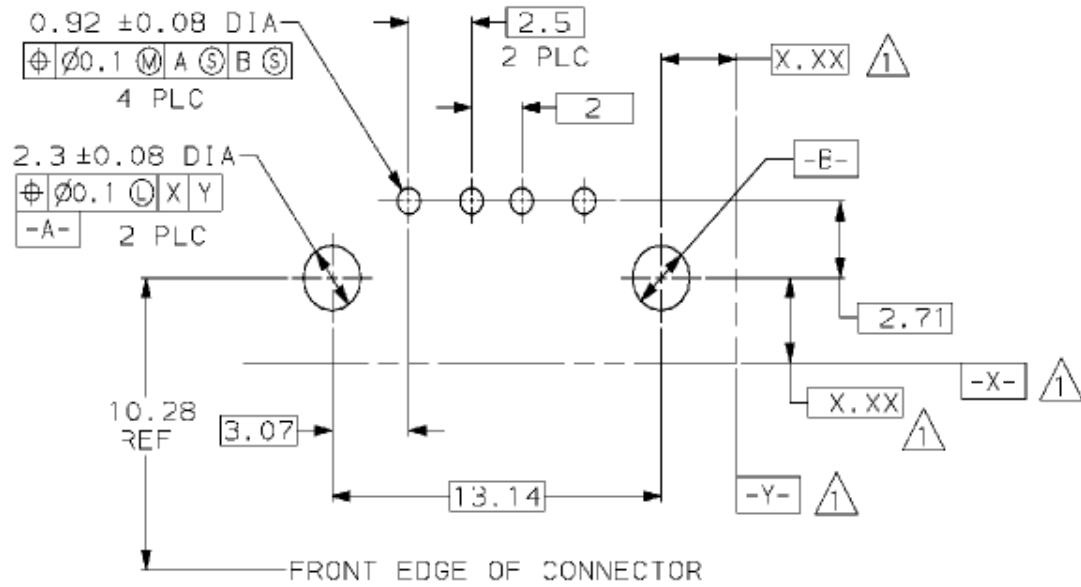 0.92 ±0.08 DIA
⌖ Ø0.1 Ⓜ A Ⓢ B Ⓢ
4 PLC
2.5
2 PLC
X.XX 1
2
2.3 ±0.08 DIA
⌖ Ø0.1 Ⓛ X Y
-A-
2 PLC
-B-
2.71
-X- 1
X.XX
1
10.28
REF
3.07
13.14
-Y- 1
FRONT EDGE OF CONNECTOR